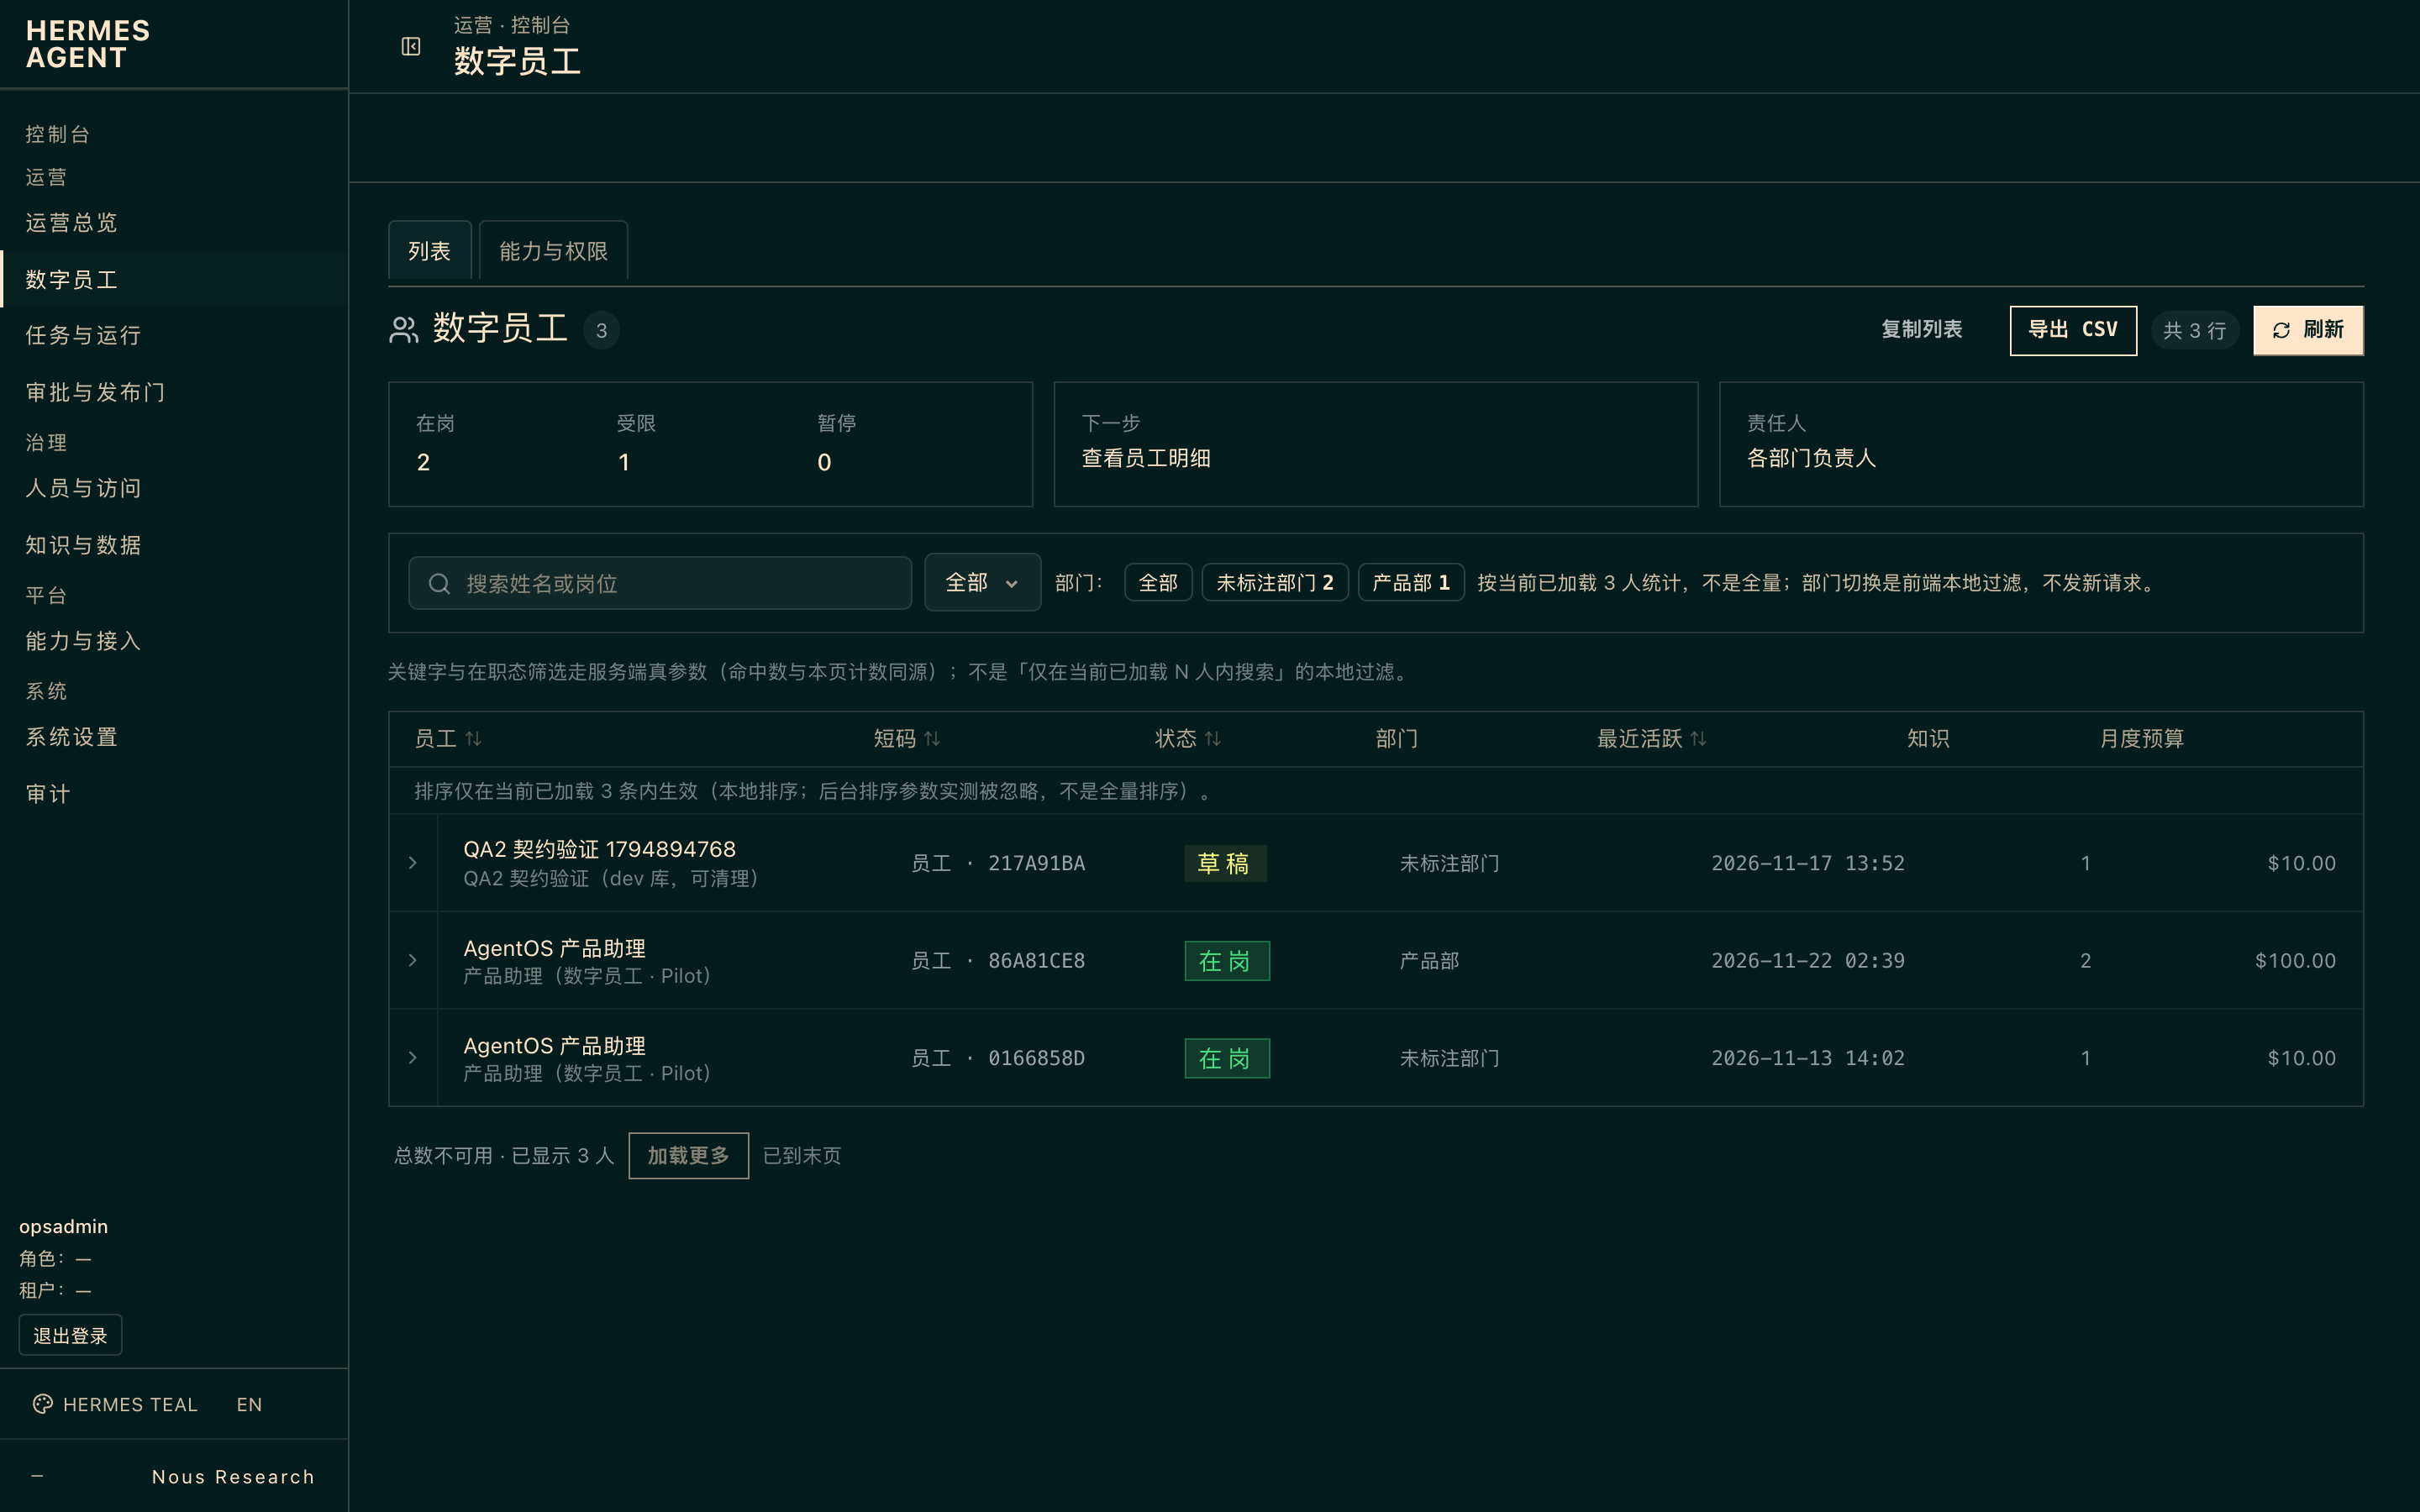 HERMES
AGENT
控制台
运营
运营总览
数字员工
任务与运行
审批与发布门
治理
人员与访问
知识与数据
平台
能力与接入
系统
系统设置
审计
opsadmin
角色：—
租户：—
退出登录
HERMES TEAL EN
— Nous Research
运营 · 控制台
数字员工
列表 能力与权限
数字员工 3 复制列表 导出 CSV 共 3 行 刷新
在岗 受限 暂停
2 1 0
下一步
查看员工明细
责任人
各部门负责人
搜索姓名或岗位 全部 部门： 全部 未标注部门 2 产品部 1 按当前已加载 3 人统计，不是全量；部门切换是前端本地过滤，不发新请求。
关键字与在职态筛选走服务端真参数（命中数与本页计数同源）；不是「仅在当前已加载 N 人内搜索」的本地过滤。
员工 短码 状态 部门 最近活跃 知识 月度预算
排序仅在当前已加载 3 条内生效（本地排序；后台排序参数实测被忽略，不是全量排序）。
QA2 契约验证 1794894768
QA2 契约验证（dev 库，可清理）
员工 · 217A91BA 草稿 未标注部门 2026-11-17 13:52 1 $10.00
AgentOS 产品助理
产品助理（数字员工 · Pilot）
员工 · 86A81CE8 在岗 产品部 2026-11-22 02:39 2 $100.00
AgentOS 产品助理
产品助理（数字员工 · Pilot）
员工 · 0166858D 在岗 未标注部门 2026-11-13 14:02 1 $10.00
总数不可用 · 已显示 3 人 加载更多 已到末页